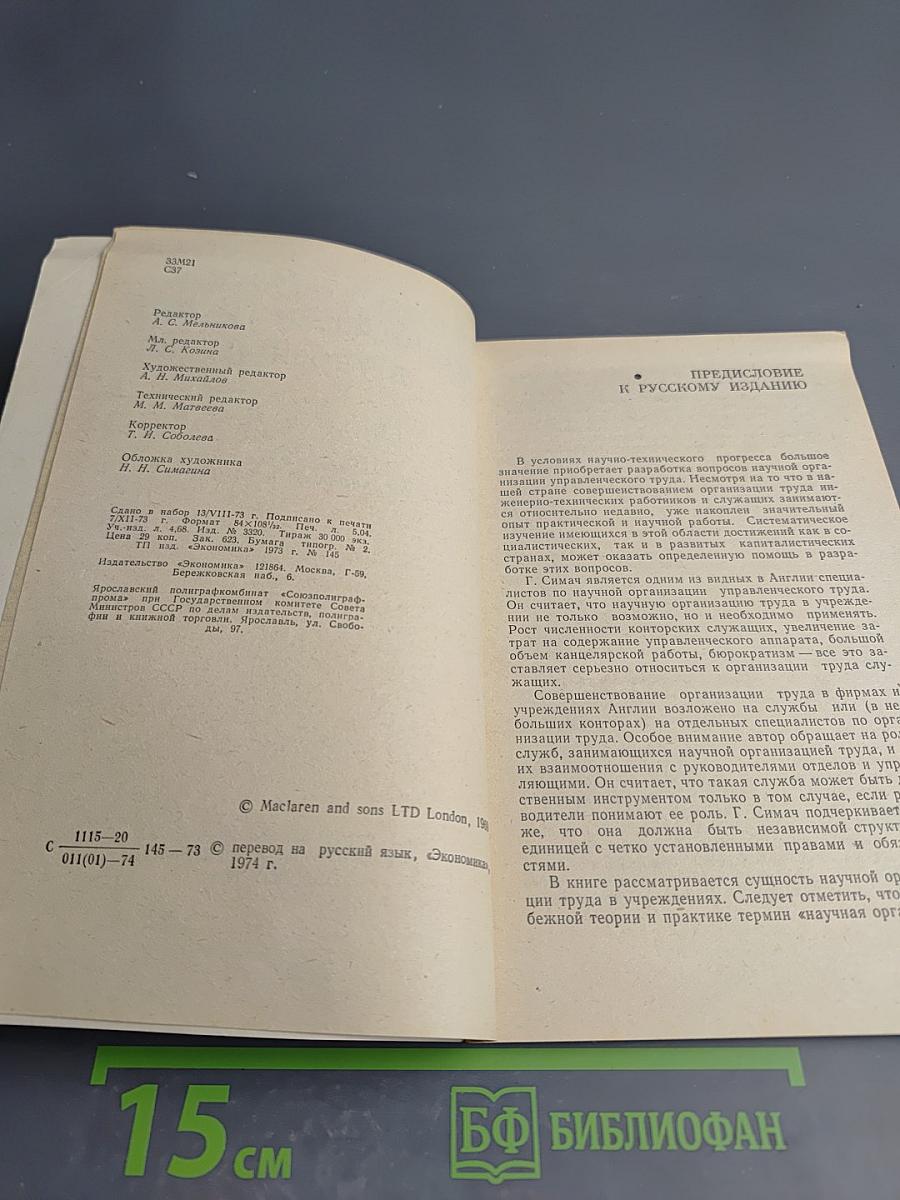 33М21
С37
Редактор
А. С. Мельникова
Мл. редактор
Л. С. Козина
Художественный редактор
А. Н. Михайлов
Технический редактор
М. М. Матвеева
Корректор
Т. И. Соболева
Обложка художника
Н. Н. Симагина
Сдано в набор 13/VIII-73 г. Подписано к печати
7/XII-73 г. Формат 84×108¹/₃₂. Печ. л. 5,04.
Уч.-изд. л. 4,68. Изд. № 3320. Тираж 30 000 экз.
Цена 29 коп. Зак. 623. Бумага типогр. № 2.
ТП изд. «Экономика» 1973 г. № 145
Издательство «Экономика» 121864. Москва, Г-59,
Бережковская наб., 6.
Ярославский полиграфкомбинат «Союзполиграф-
прома» при Государственном комитете Совета
Министров СССР по делам издательств, полигра-
фии и книжной торговли. Ярославль, ул. Свобо-
ды, 97.
© Maclaren and sons LTD London, 19
С 1115—20
011(01)—74 145—73 © перевод на русский язык, «Экономика»,
1974 г.
ПРЕДИСЛОВИЕ
К РУССКОМУ ИЗДАНИЮ
В условиях научно-технического прогресса большое
значение приобретает разработка вопросов научной орга-
низации управленческого труда. Несмотря на то что в на-
шей стране совершенствованием организации труда ин-
женерно-технических работников и служащих занимают-
ся относительно недавно, уже накоплен значительный
опыт практической и научной работы. Систематическое
изучение имеющихся в этой области достижений как в со-
циалистических, так и в развитых капиталистических
странах, может оказать определенную помощь в разра-
ботке этих вопросов.
Г. Симач является одним из видных в Англии специа-
листов по научной организации управленческого труда.
Он считает, что научную организацию труда в учрежде-
нии не только возможно, но и необходимо применять.
Рост численности конторских служащих, увеличение за-
трат на содержание управленческого аппарата, большой
объем канцелярской работы, бюрократизм — все это за-
ставляет серьезно относиться к организации труда слу-
жащих.
Совершенствование организации труда в фирмах и
учреждениях Англии возложено на службы или (в не
больших конторах) на отдельных специалистов по орга
низации труда. Особое внимание автор обращает на рол
служб, занимающихся научной организацией труда, и
их взаимоотношения с руководителями отделов и упр
ляющими. Он считает, что такая служба может быть д
ственным инструментом только в том случае, если р
водители понимают ее роль. Г. Симач подчеркивает
же, что она должна быть независимой структ
единицей с четко установленными правами и обя
стями.
В книге рассматривается сущность научной ор
ции труда в учреждениях. Следует отметить, что
бежной теории и практике термин «научная орга
15 см
БФ БИБЛИОФАН